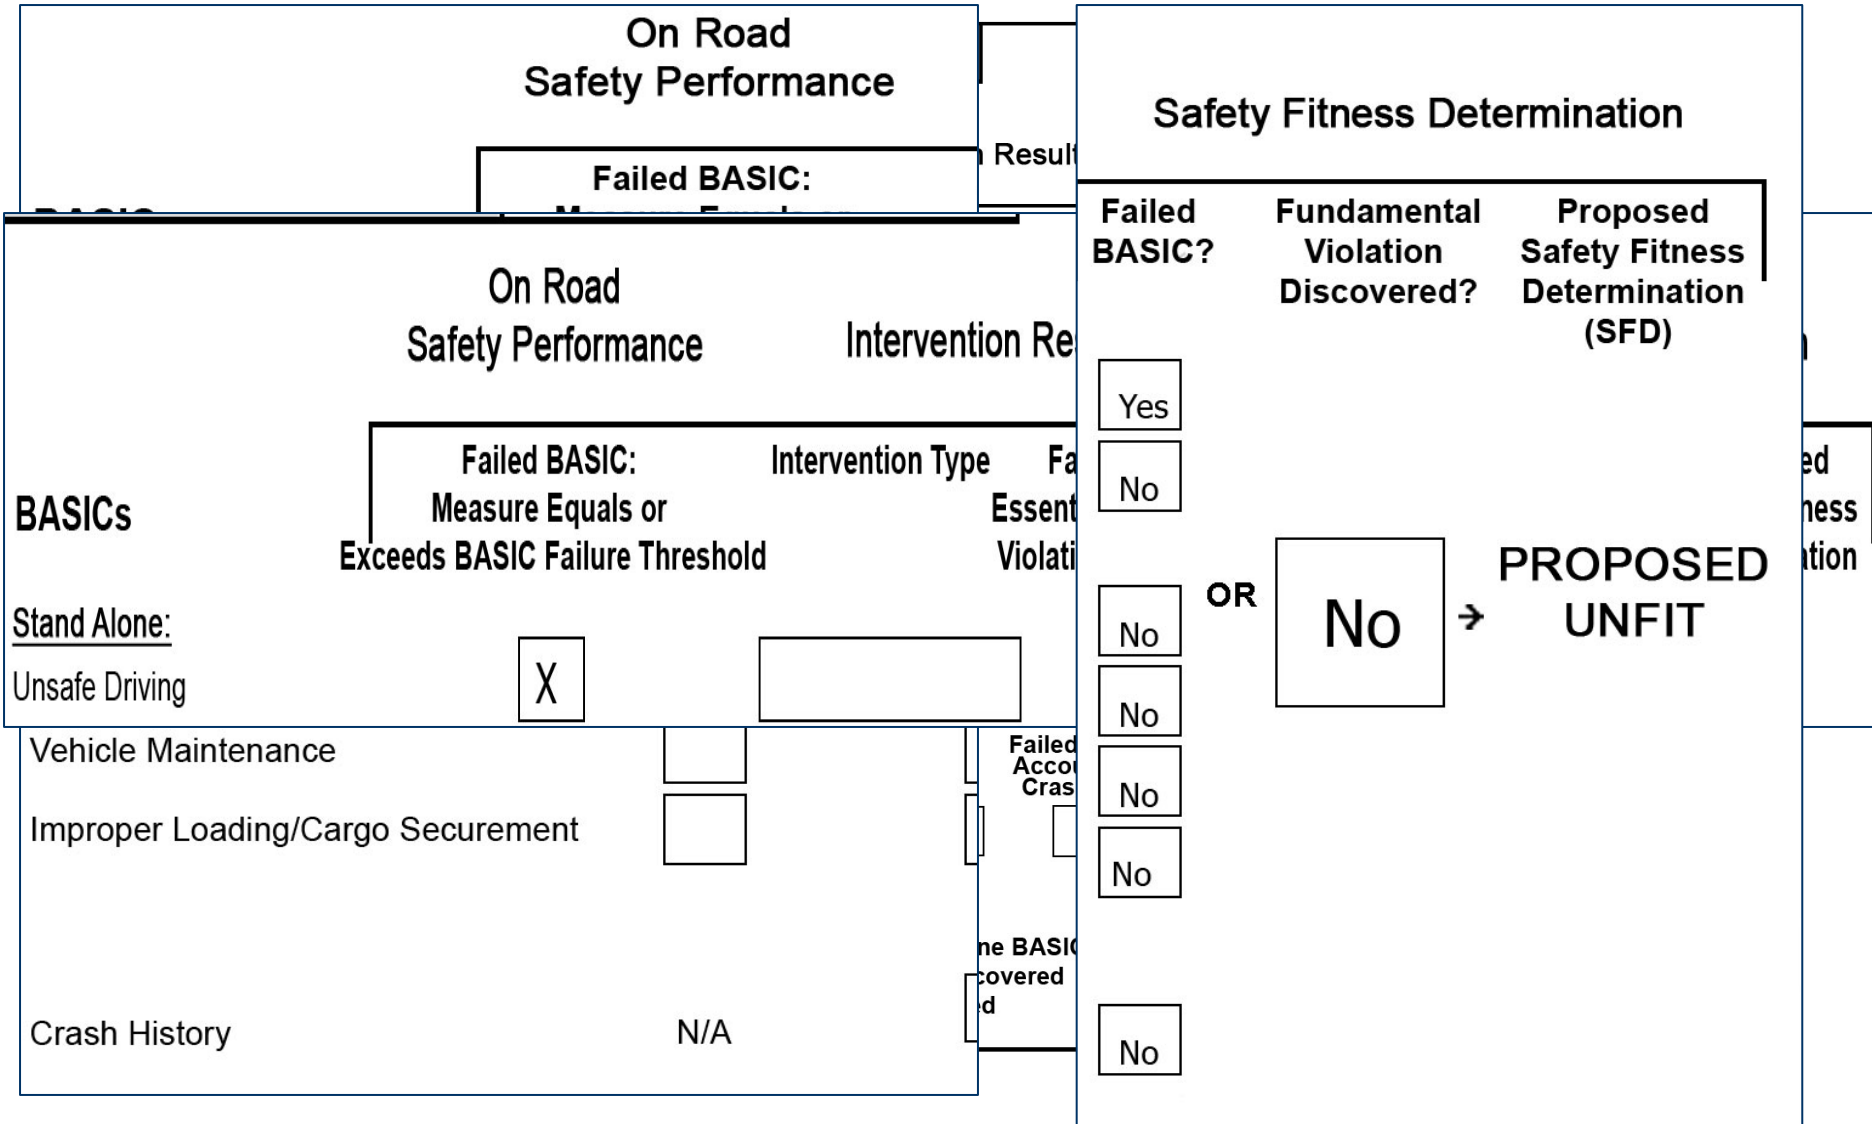 On Road
Safety Performance
Failed BASIC:
Result
On Road
Safety Performance
Intervention
BASICs
Failed BASIC:
Measure Equals or
Exceeds BASIC Failure Threshold
Intervention Type
Stand Alone:
Unsafe Driving
X
Vehicle Maintenance
Improper Loading/Cargo Securement
Crash History
N/A
Failed
BASIC
Safety Fitness Determination
Failed
BASIC?
Fundamental
Violation
Discovered?
Proposed
Safety Fitness
Determination
(SFD)
Yes
No
No
No
No
No
No
OR
No
→
PROPOSED
UNFIT